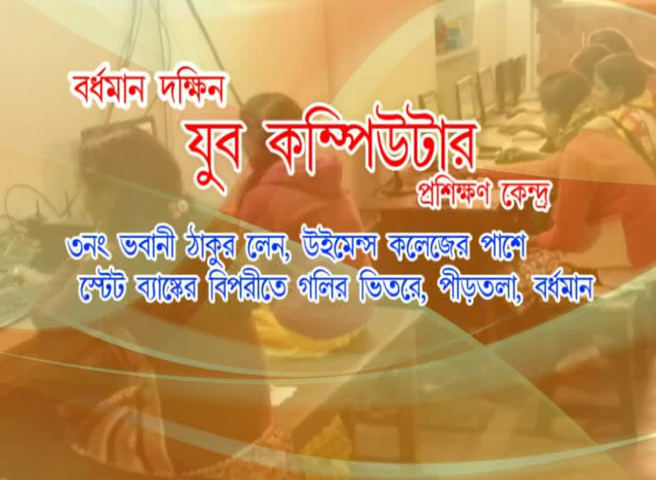 বর্ধমান দক্ষিন
যুব কম্পিউটার
প্রশিক্ষণ কেন্দ্র
৩নং ভবানী ঠাকুর লেন, উইমেন্স কলেজের পাশে
স্টেট ব্যাঙ্কের বিপরীতে গলির ভিতরে, পীড়তলা, বর্ধমান